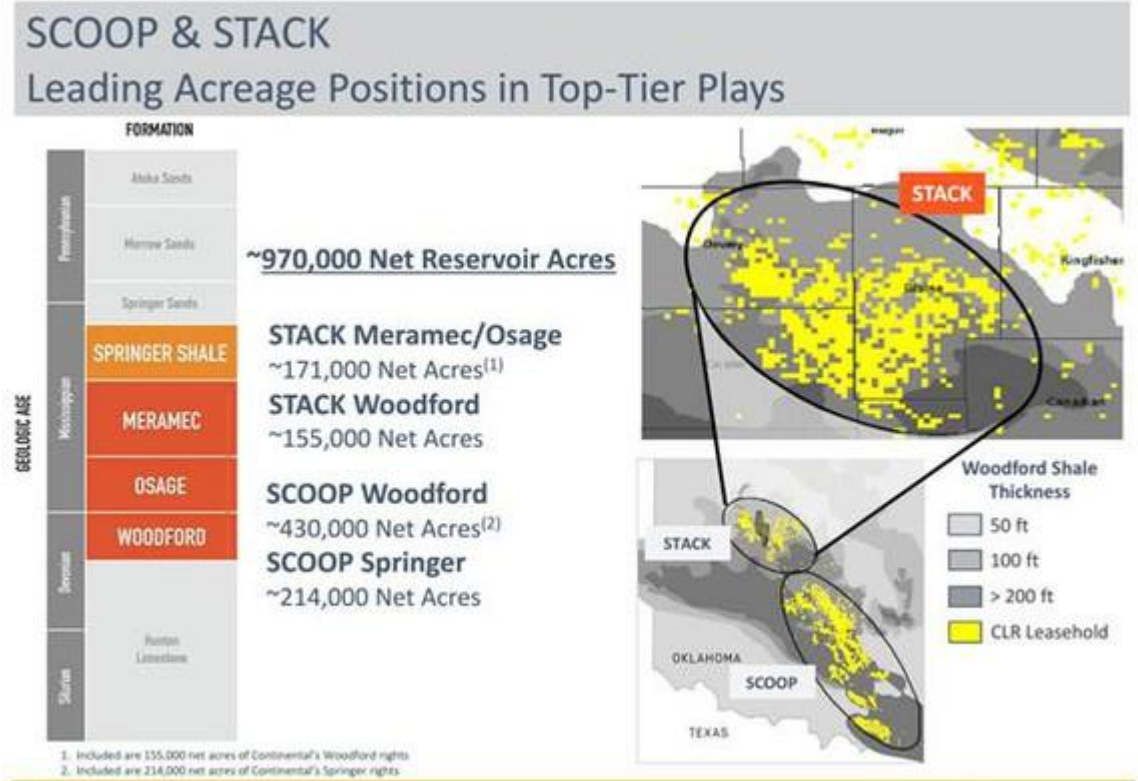 SCOOP & STACK
Leading Acreage Positions in Top-Tier Plays
FORMATION
GEOLOGIC AGE
Pennsylvanian
Mississippian
Devonian
Silurian
Atoka Sands
Morrow Sands
Springer Sands
SPRINGER SHALE
MERAMEC
OSAGE
WOODFORD
Hunton
Limestone
~970,000 Net Reservoir Acres
STACK Meramec/Osage
~171,000 Net Acres(1)
STACK Woodford
~155,000 Net Acres
SCOOP Woodford
~430,000 Net Acres(2)
SCOOP Springer
~214,000 Net Acres
STACK
Dewey
Blaine
Kingfisher
Canadian
STACK
OKLAHOMA
SCOOP
TEXAS
Woodford Shale
Thickness
50 ft
100 ft
> 200 ft
CLR Leasehold
1. Included are 155,000 net acres of Continental's Woodford rights
2. Included are 214,000 net acres of Continental's Springer rights